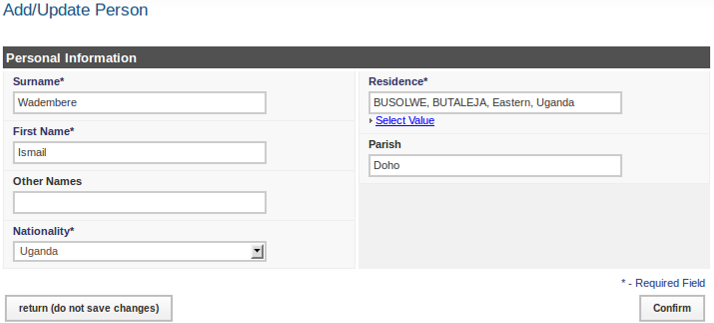 Add/Update Person
Personal Information
Surname*
Wadembere
First Name*
Ismail
Other Names
Nationality*
Uganda
Residence*
BUSOLWE, BUTALEJA, Eastern, Uganda
Select Value
Parish
Doho
* - Required Field
return (do not save changes)
Confirm